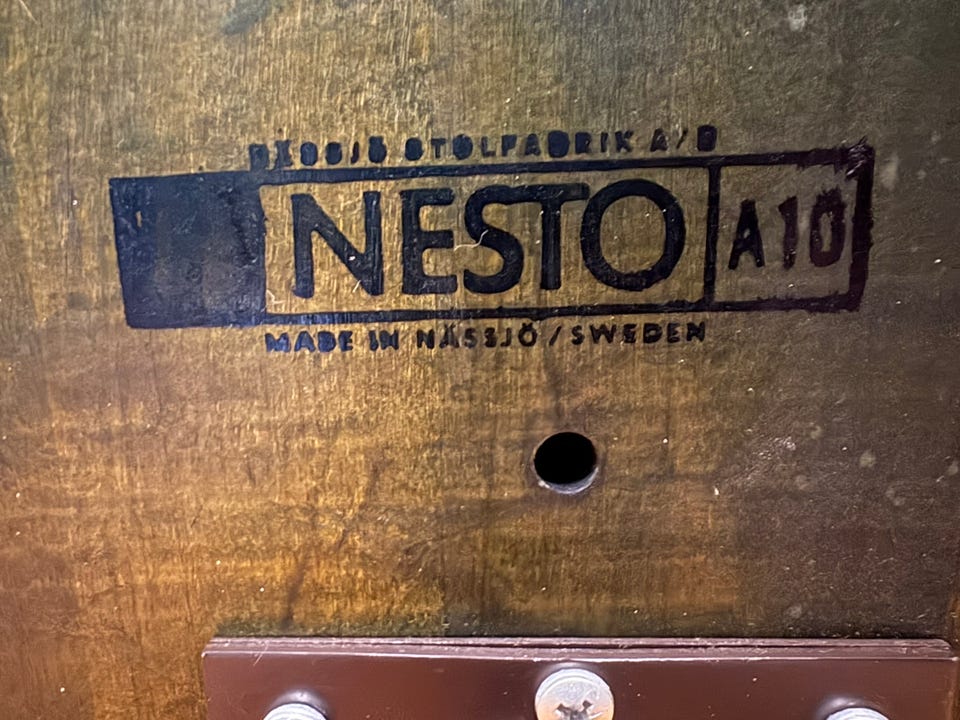 NÄSSJÖ STOLFABRIK A/B
NESTO A10
MADE IN NÄSSJÖ/SWEDEN